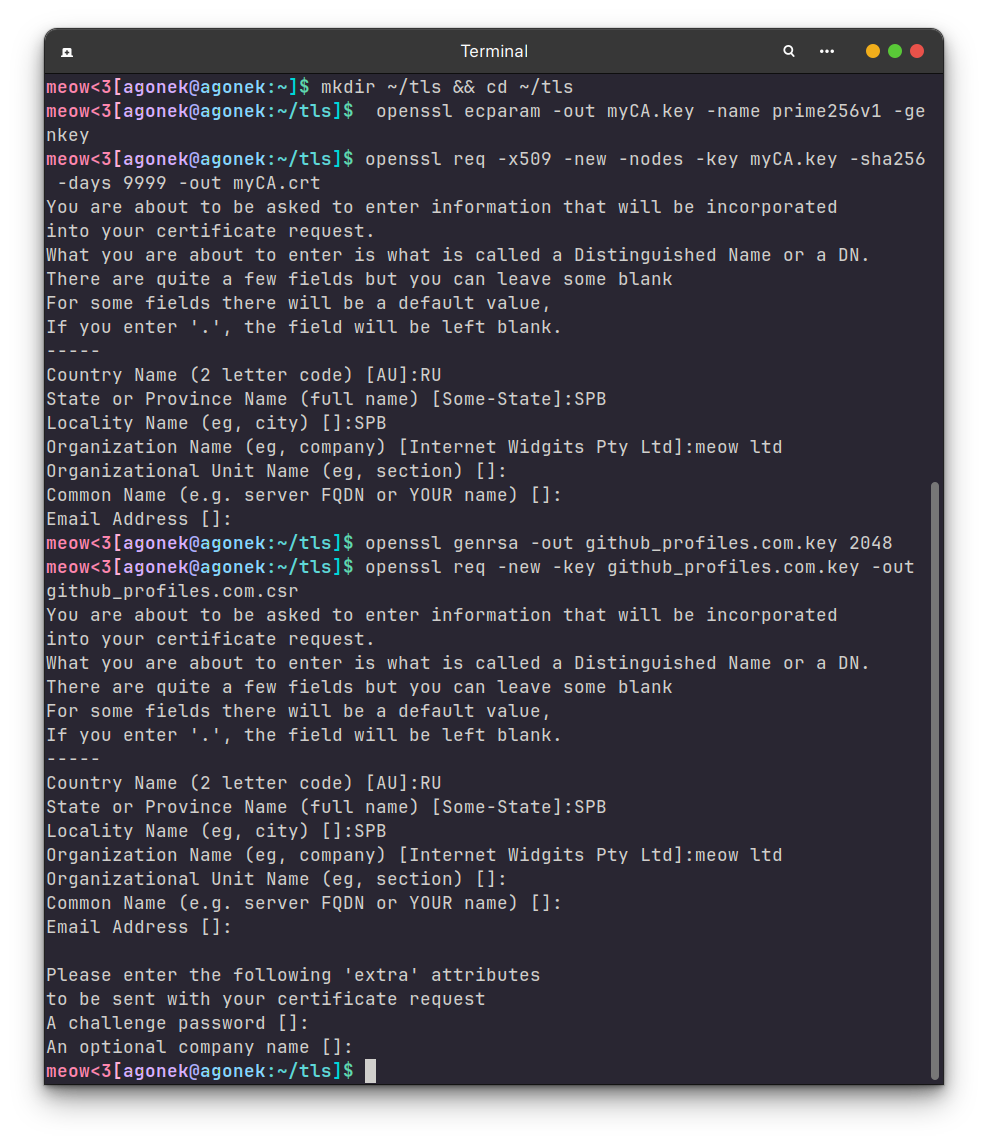 Terminal
meow<3[agonek@agonek:~]$ mkdir ~/tls && cd ~/tls
meow<3[agonek@agonek:~/tls]$  openssl ecparam -out myCA.key -name prime256v1 -ge
nkey
meow<3[agonek@agonek:~/tls]$ openssl req -x509 -new -nodes -key myCA.key -sha256
 -days 9999 -out myCA.crt
You are about to be asked to enter information that will be incorporated
into your certificate request.
What you are about to enter is what is called a Distinguished Name or a DN.
There are quite a few fields but you can leave some blank
For some fields there will be a default value,
If you enter '.', the field will be left blank.
-----
Country Name (2 letter code) [AU]:RU
State or Province Name (full name) [Some-State]:SPB
Locality Name (eg, city) []:SPB
Organization Name (eg, company) [Internet Widgits Pty Ltd]:meow ltd
Organizational Unit Name (eg, section) []:
Common Name (e.g. server FQDN or YOUR name) []:
Email Address []:
meow<3[agonek@agonek:~/tls]$ openssl genrsa -out github_profiles.com.key 2048
meow<3[agonek@agonek:~/tls]$ openssl req -new -key github_profiles.com.key -out
github_profiles.com.csr
You are about to be asked to enter information that will be incorporated
into your certificate request.
What you are about to enter is what is called a Distinguished Name or a DN.
There are quite a few fields but you can leave some blank
For some fields there will be a default value,
If you enter '.', the field will be left blank.
-----
Country Name (2 letter code) [AU]:RU
State or Province Name (full name) [Some-State]:SPB
Locality Name (eg, city) []:SPB
Organization Name (eg, company) [Internet Widgits Pty Ltd]:meow ltd
Organizational Unit Name (eg, section) []:
Common Name (e.g. server FQDN or YOUR name) []:
Email Address []:

Please enter the following 'extra' attributes
to be sent with your certificate request
A challenge password []:
An optional company name []:
meow<3[agonek@agonek:~/tls]$